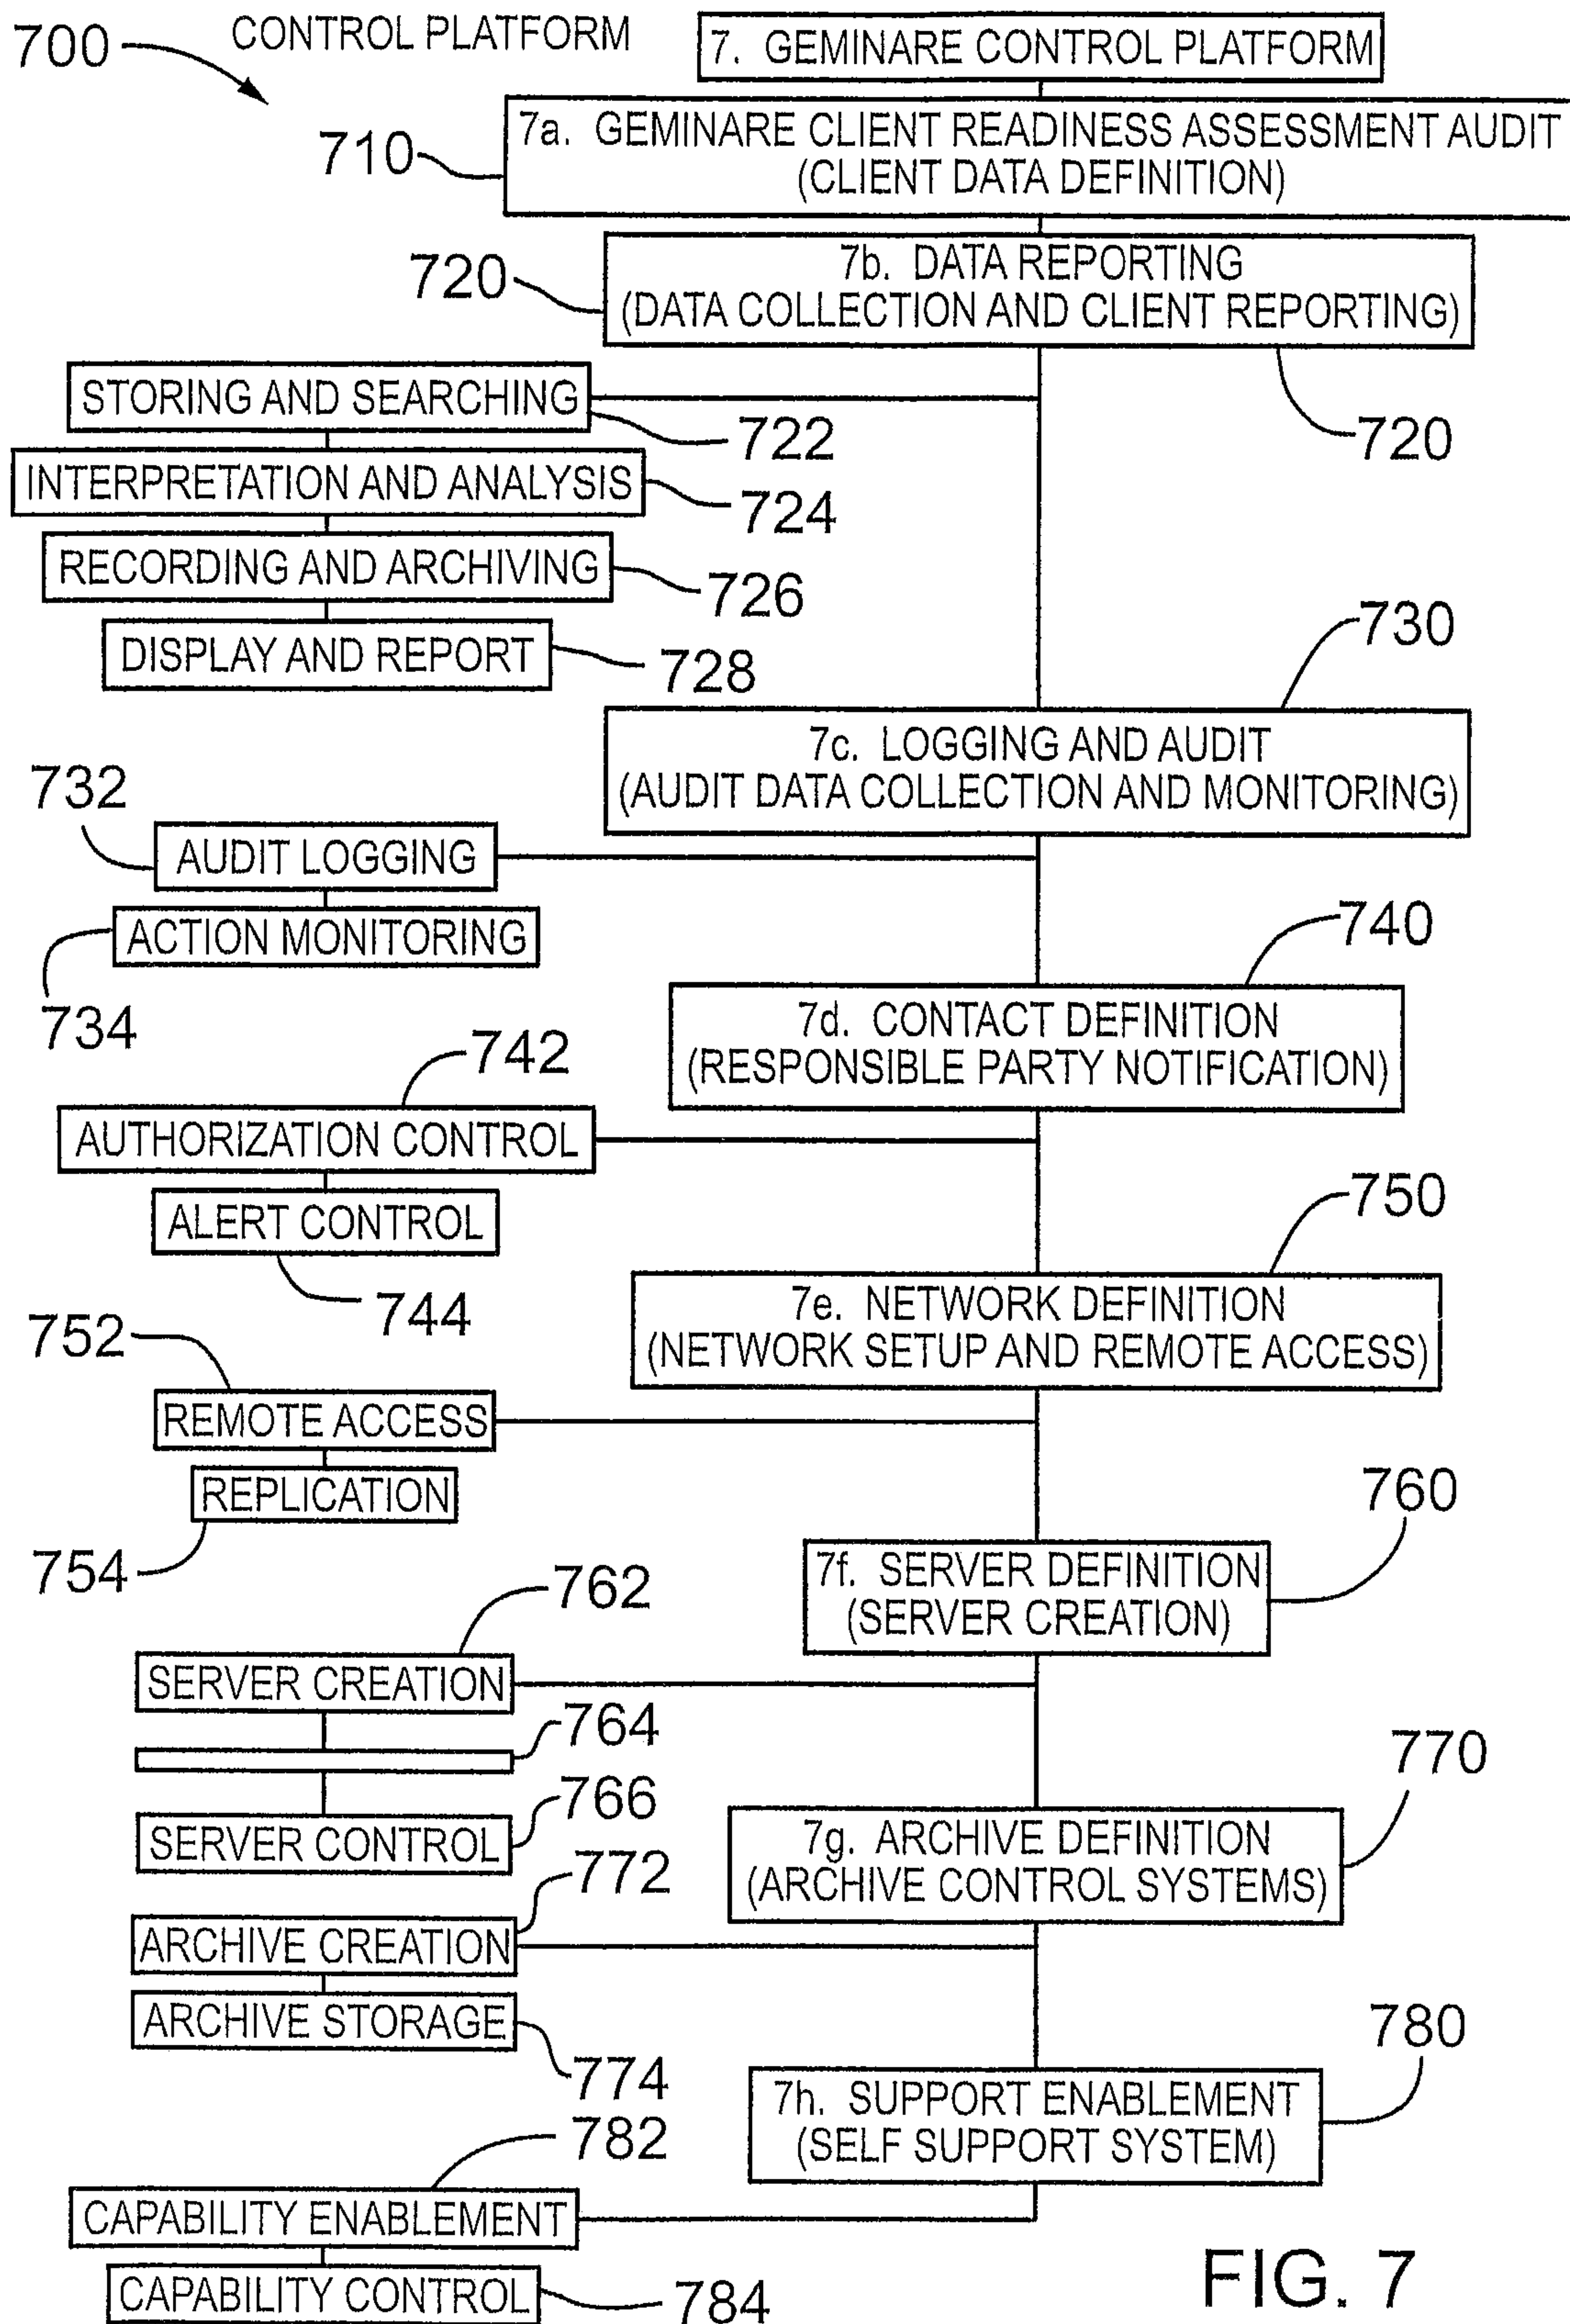 700
CONTROL PLATFORM
7. GEMINARE CONTROL PLATFORM
710
7a. GEMINARE CLIENT READINESS ASSESSMENT AUDIT
(CLIENT DATA DEFINITION)
720
7b. DATA REPORTING
(DATA COLLECTION AND CLIENT REPORTING)
720
STORING AND SEARCHING
722
INTERPRETATION AND ANALYSIS
724
RECORDING AND ARCHIVING
726
DISPLAY AND REPORT
728
730
7c. LOGGING AND AUDIT
(AUDIT DATA COLLECTION AND MONITORING)
732
AUDIT LOGGING
ACTION MONITORING
734
740
7d. CONTACT DEFINITION
(RESPONSIBLE PARTY NOTIFICATION)
742
AUTHORIZATION CONTROL
ALERT CONTROL
744
750
7e. NETWORK DEFINITION
(NETWORK SETUP AND REMOTE ACCESS)
752
REMOTE ACCESS
REPLICATION
754
760
7f. SERVER DEFINITION
(SERVER CREATION)
762
SERVER CREATION
764
766
SERVER CONTROL
770
7g. ARCHIVE DEFINITION
(ARCHIVE CONTROL SYSTEMS)
772
ARCHIVE CREATION
ARCHIVE STORAGE
774
780
7h. SUPPORT ENABLEMENT
(SELF SUPPORT SYSTEM)
782
CAPABILITY ENABLEMENT
CAPABILITY CONTROL
784
FIG. 7